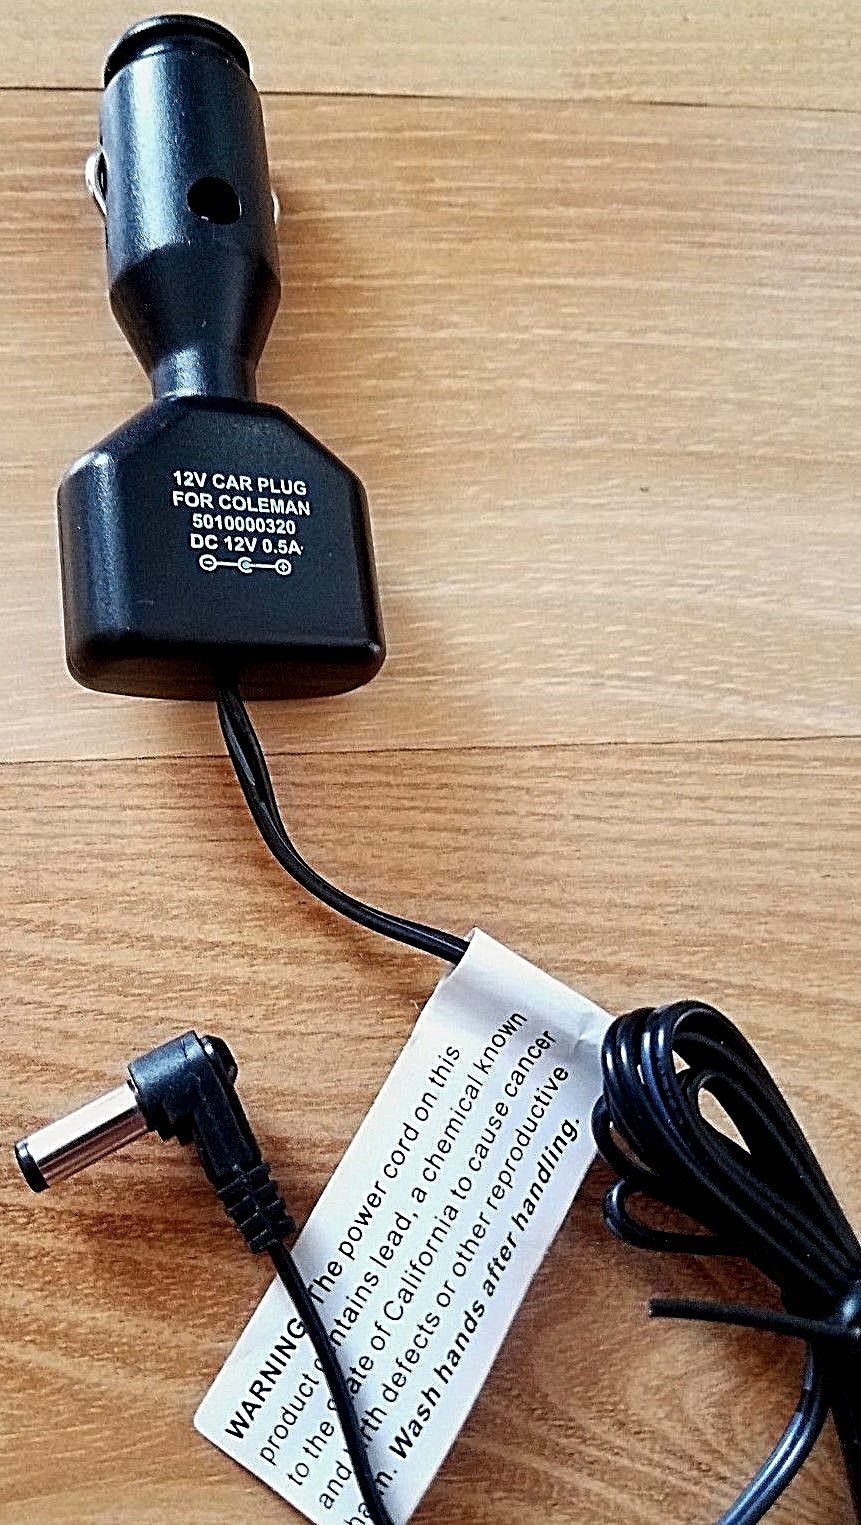 12V CAR PLUG
FOR COLEMAN
5010000320
DC 12V 0.5A
WARNING The power cord on this
product contains lead, a chemical known
to the State of California to cause cancer
and birth defects or other reproductive
harm. Wash hands after handling.